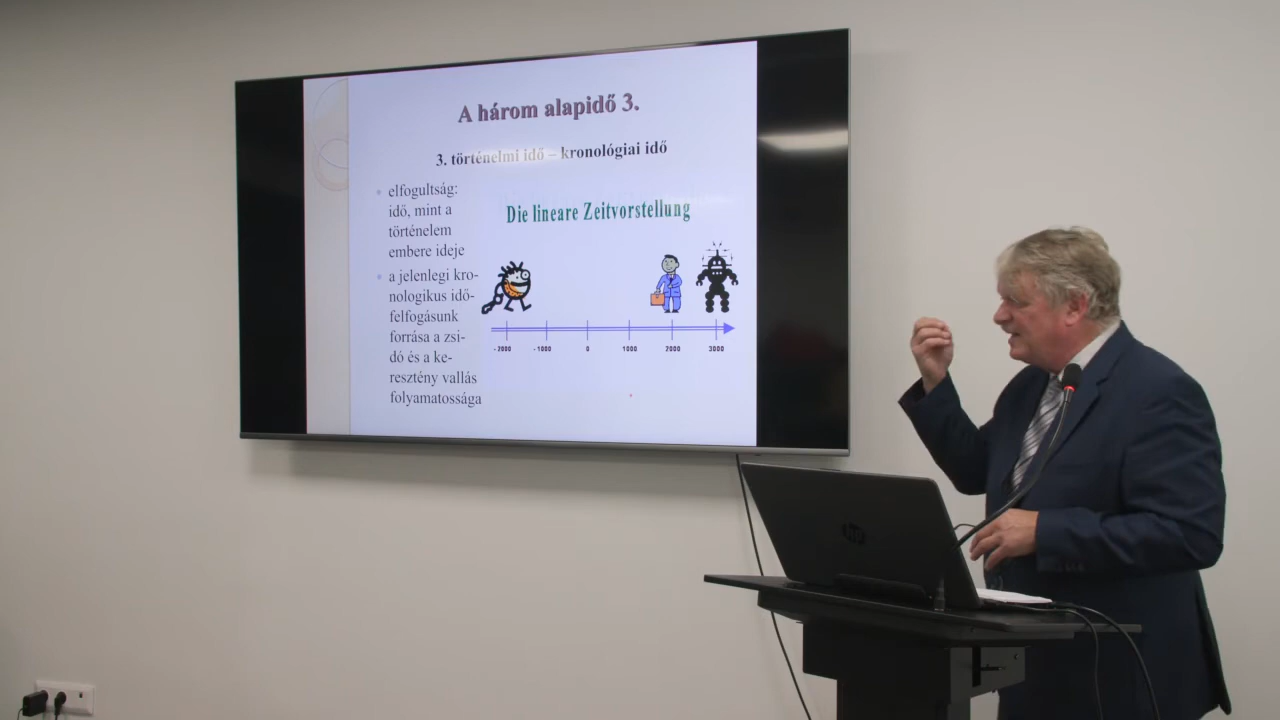 A három alapidő 3.
3. történelmi idő – kronológiai idő
elfogultság:
idő, mint a
történelem
embere ideje
a jelenlegi kro-
nologikus idő-
felfogásunk
forrása a zsi-
dó és a ke-
resztény vallás
folyamatossága
Die lineare Zeitvorstellung
- 2000 - 1000 0 1000 2000 3000
hp